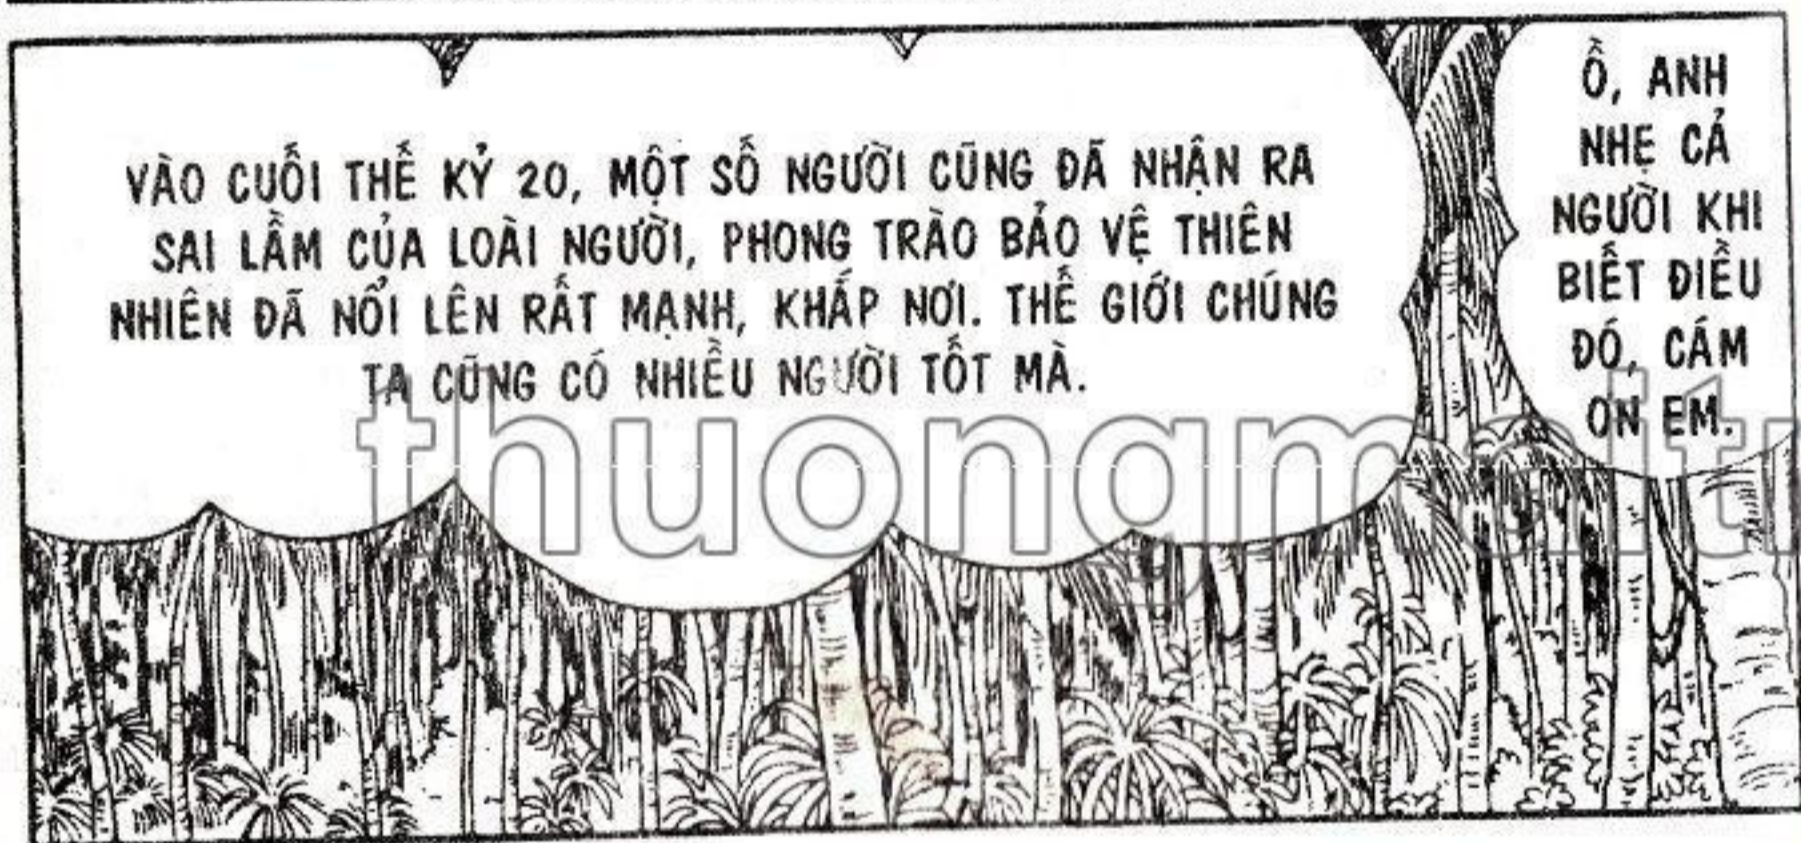 VÀO CUỐI THẾ KỶ 20, MỘT SỐ NGƯỜI CŨNG ĐÃ NHẬN RA
SAI LẦM CỦA LOÀI NGƯỜI, PHONG TRÀO BẢO VỆ THIÊN
NHIÊN ĐÃ NỔI LÊN RẤT MẠNH, KHẮP NƠI. THẾ GIỚI CHÚNG
TA CŨNG CÓ NHIỀU NGƯỜI TỐT MÀ.
Ồ, ANH
NHẸ CẢ
NGƯỜI KHI
BIẾT ĐIỀU
ĐÓ, CÁM
ƠN EM.
thuongmaitr